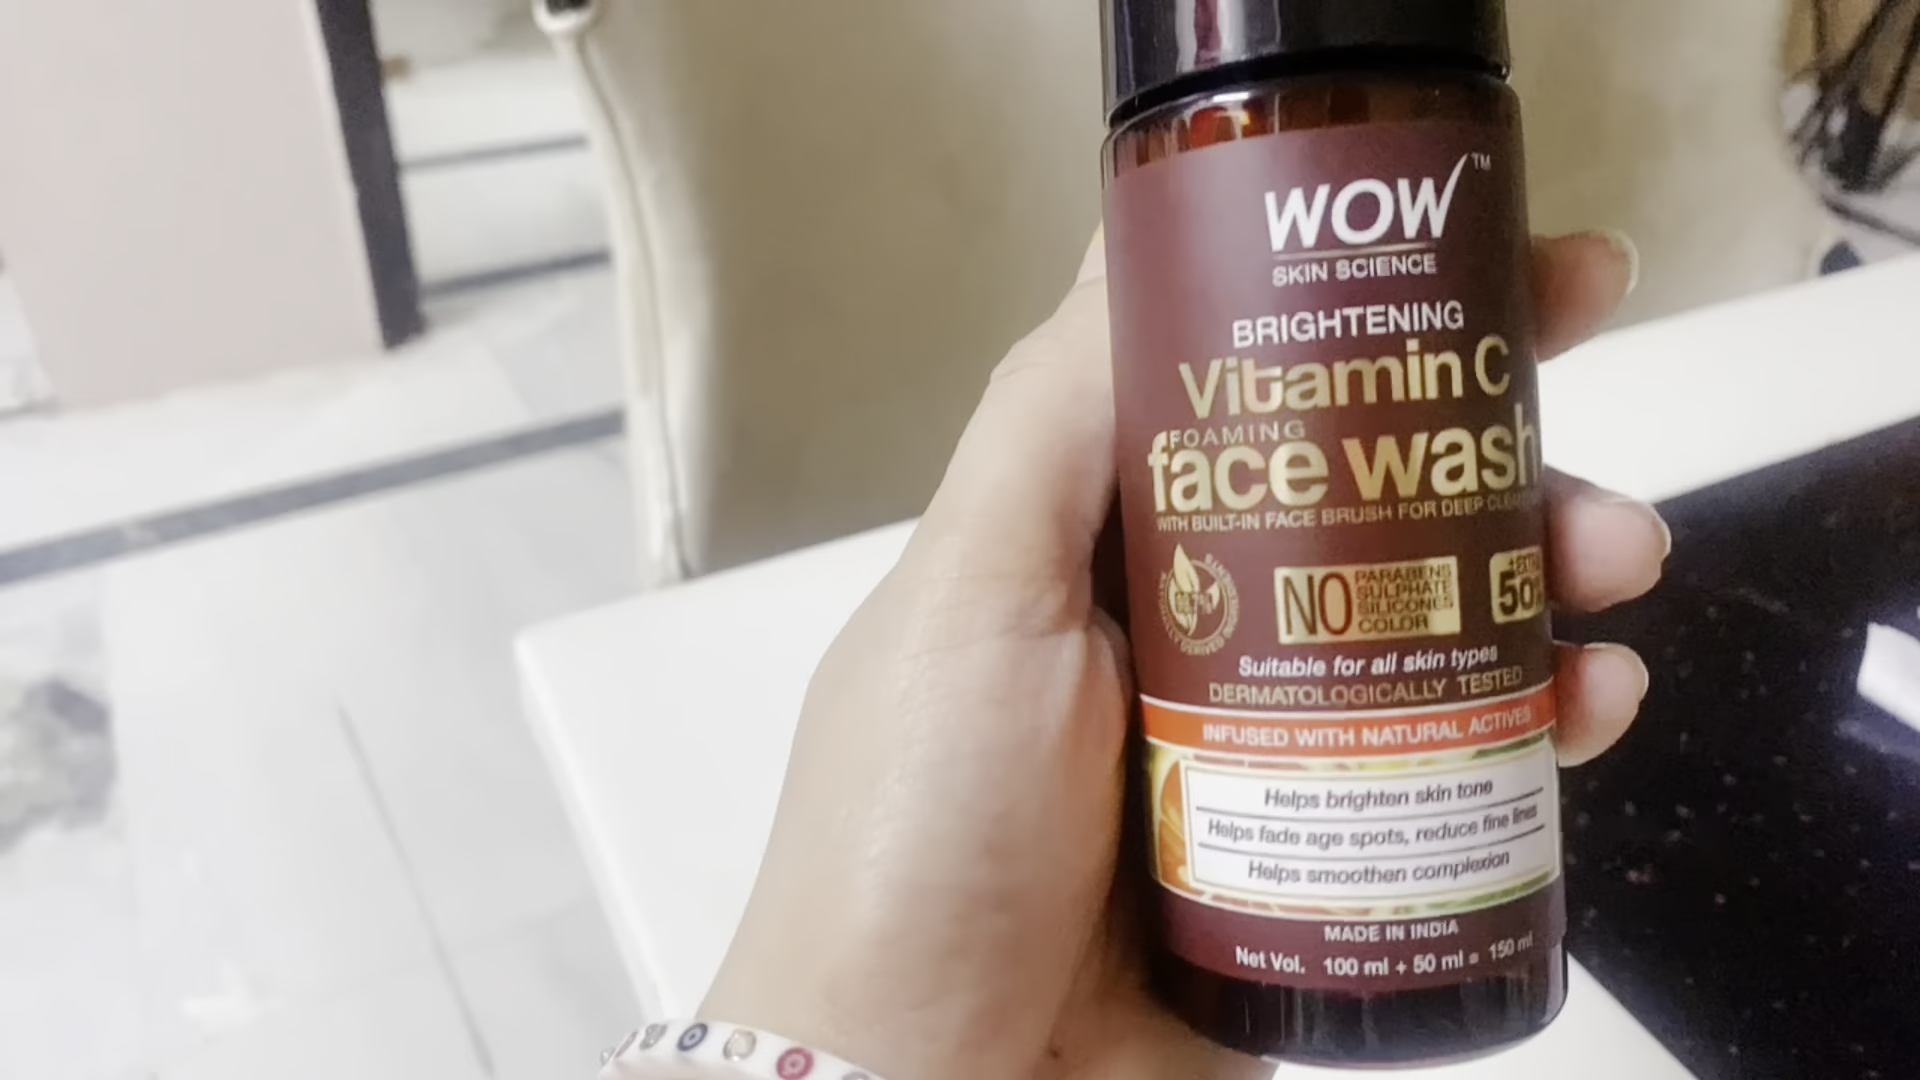 WOW™
SKIN SCIENCE
BRIGHTENING
Vitamin C
FOAMING
face wash
WITH BUILT-IN FACE BRUSH FOR DEEP
NO
PARABENS
SULPHATE
SILICONES
COLOR
50
Suitable for all skin types
DERMATOLOGICALLY TESTED
INFUSED WITH NATURAL ACTIVES
Helps brighten skin tone
Helps fade age spots, reduce fine lines
Helps smoothen complexion
MADE IN INDIA
Net Vol. 100 ml + 50 ml = 150 ml